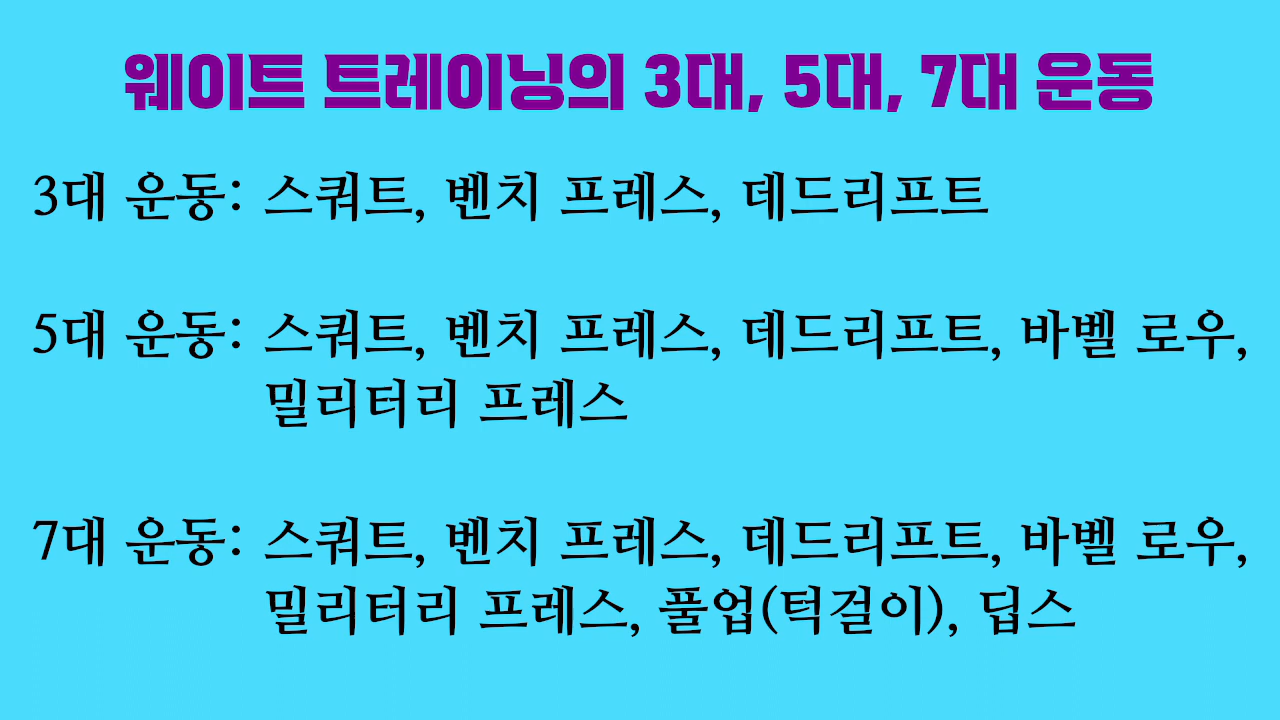 웨이트 트레이닝의 3대, 5대, 7대 운동
3대 운동: 스쿼트, 벤치 프레스, 데드리프트
5대 운동: 스쿼트, 벤치 프레스, 데드리프트, 바벨 로우,
밀리터리 프레스
7대 운동: 스쿼트, 벤치 프레스, 데드리프트, 바벨 로우,
밀리터리 프레스, 풀업(턱걸이), 딥스